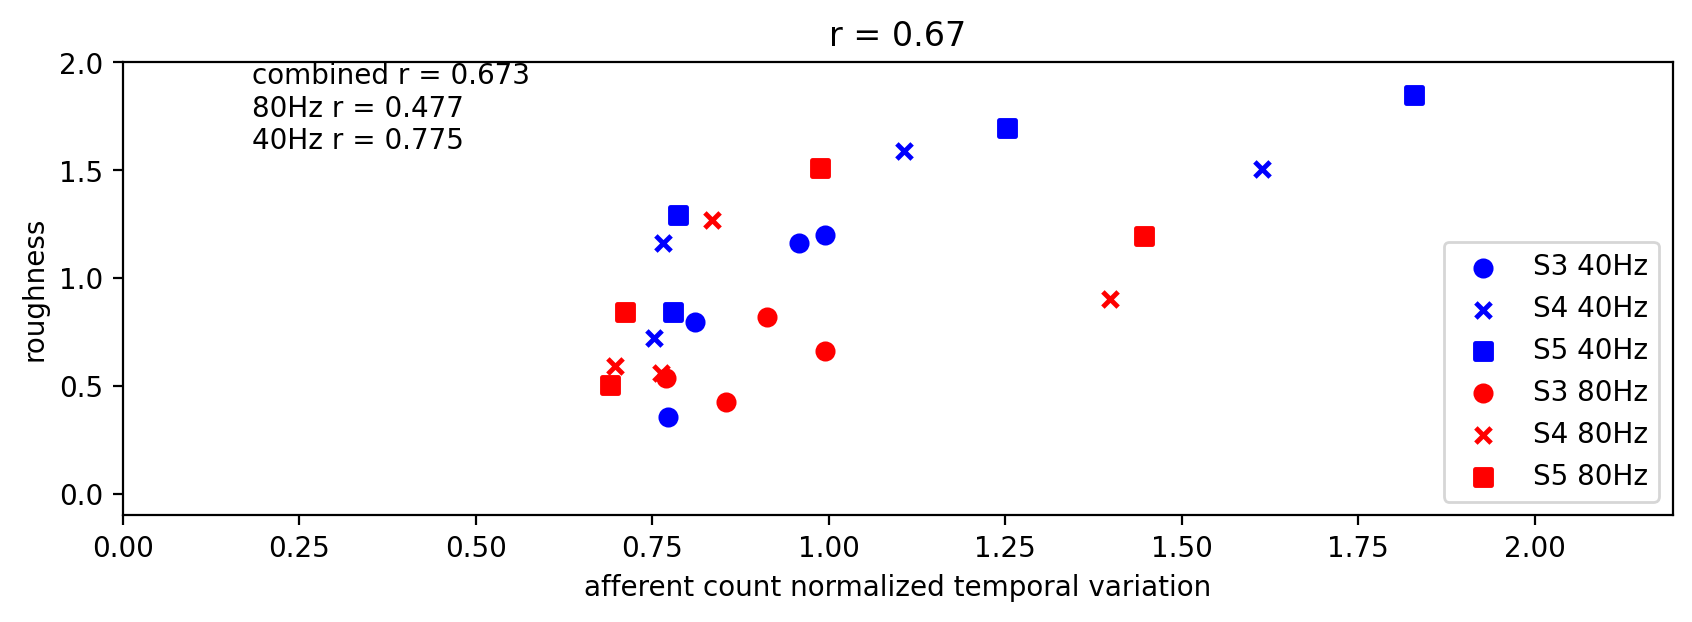 r = 0.67
combined r = 0.673
80Hz r = 0.477
40Hz r = 0.775
2.0
1.5
1.0
0.5
0.0
roughness
S3 40Hz
S4 40Hz
S5 40Hz
S3 80Hz
S4 80Hz
S5 80Hz
0.00 0.25 0.50 0.75 1.00 1.25 1.50 1.75 2.00
afferent count normalized temporal variation